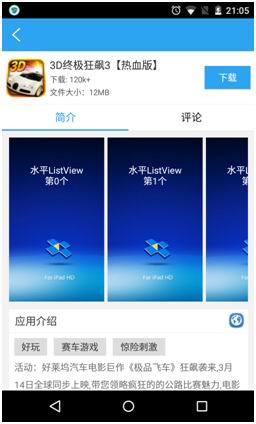 21:05
3D
3D终极狂飙3【热血版】
下载: 120k+
文件大小：12MB
下载
简介
评论
水平ListView
第0个
For iPad HD
水平ListView
第1个
For iPad HD
水平Lis
第
For iPa
应用介绍
好玩
赛车游戏
惊险刺激
活动：好莱坞汽车电影巨作《极品飞车》狂飙袭来,3月
14日全球同步上映,带您领略疯狂的的公路比赛魅力,电影